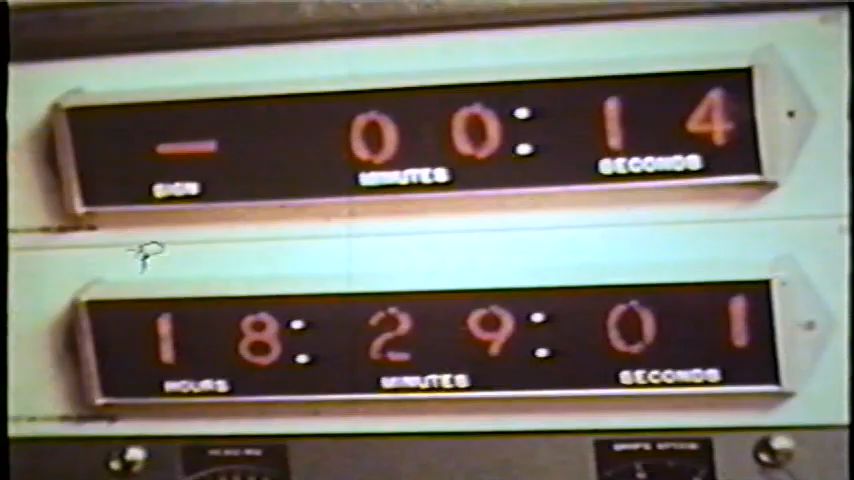 — 00:14
SIGN MINUTES SECONDS
18:29:01
HOURS MINUTES SECONDS